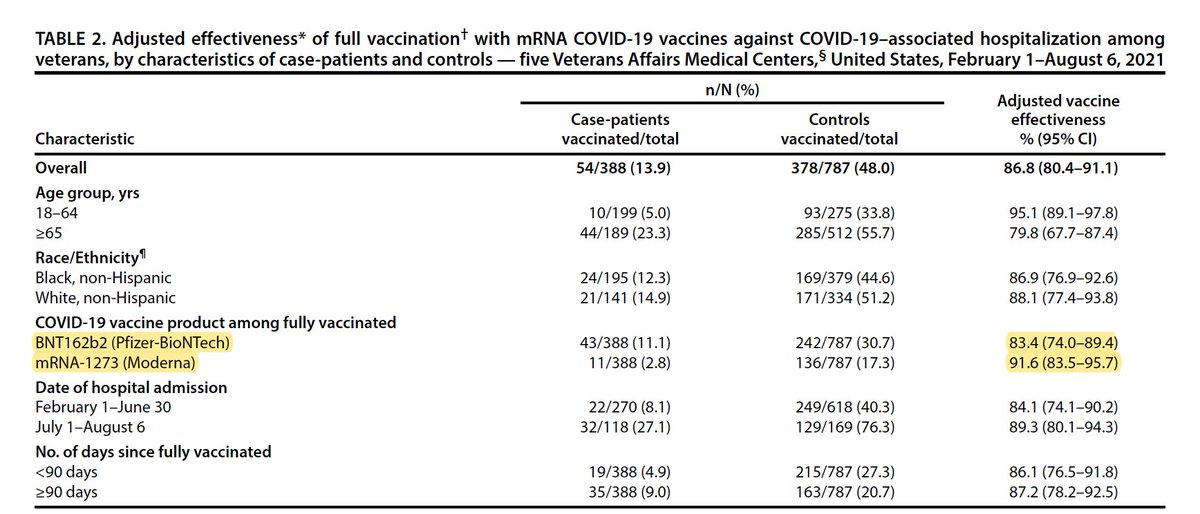 TABLE 2. Adjusted effectiveness* of full vaccination† with mRNA COVID-19 vaccines against COVID-19–associated hospitalization among
veterans, by characteristics of case-patients and controls — five Veterans Affairs Medical Centers,§ United States, February 1–August 6, 2021
n/N (%)
Characteristic
Case-patients
vaccinated/total
Controls
vaccinated/total
Adjusted vaccine
effectiveness
% (95% CI)
Overall 54/388 (13.9) 378/787 (48.0) 86.8 (80.4–91.1)
Age group, yrs
18–64 10/199 (5.0) 93/275 (33.8) 95.1 (89.1–97.8)
≥65 44/189 (23.3) 285/512 (55.7) 79.8 (67.7–87.4)
Race/Ethnicity¶
Black, non-Hispanic 24/195 (12.3) 169/379 (44.6) 86.9 (76.9–92.6)
White, non-Hispanic 21/141 (14.9) 171/334 (51.2) 88.1 (77.4–93.8)
COVID-19 vaccine product among fully vaccinated
BNT162b2 (Pfizer-BioNTech) 43/388 (11.1) 242/787 (30.7) 83.4 (74.0–89.4)
mRNA-1273 (Moderna) 11/388 (2.8) 136/787 (17.3) 91.6 (83.5–95.7)
Date of hospital admission
February 1–June 30 22/270 (8.1) 249/618 (40.3) 84.1 (74.1–90.2)
July 1–August 6 32/118 (27.1) 129/169 (76.3) 89.3 (80.1–94.3)
No. of days since fully vaccinated
<90 days 19/388 (4.9) 215/787 (27.3) 86.1 (76.5–91.8)
≥90 days 35/388 (9.0) 163/787 (20.7) 87.2 (78.2–92.5)